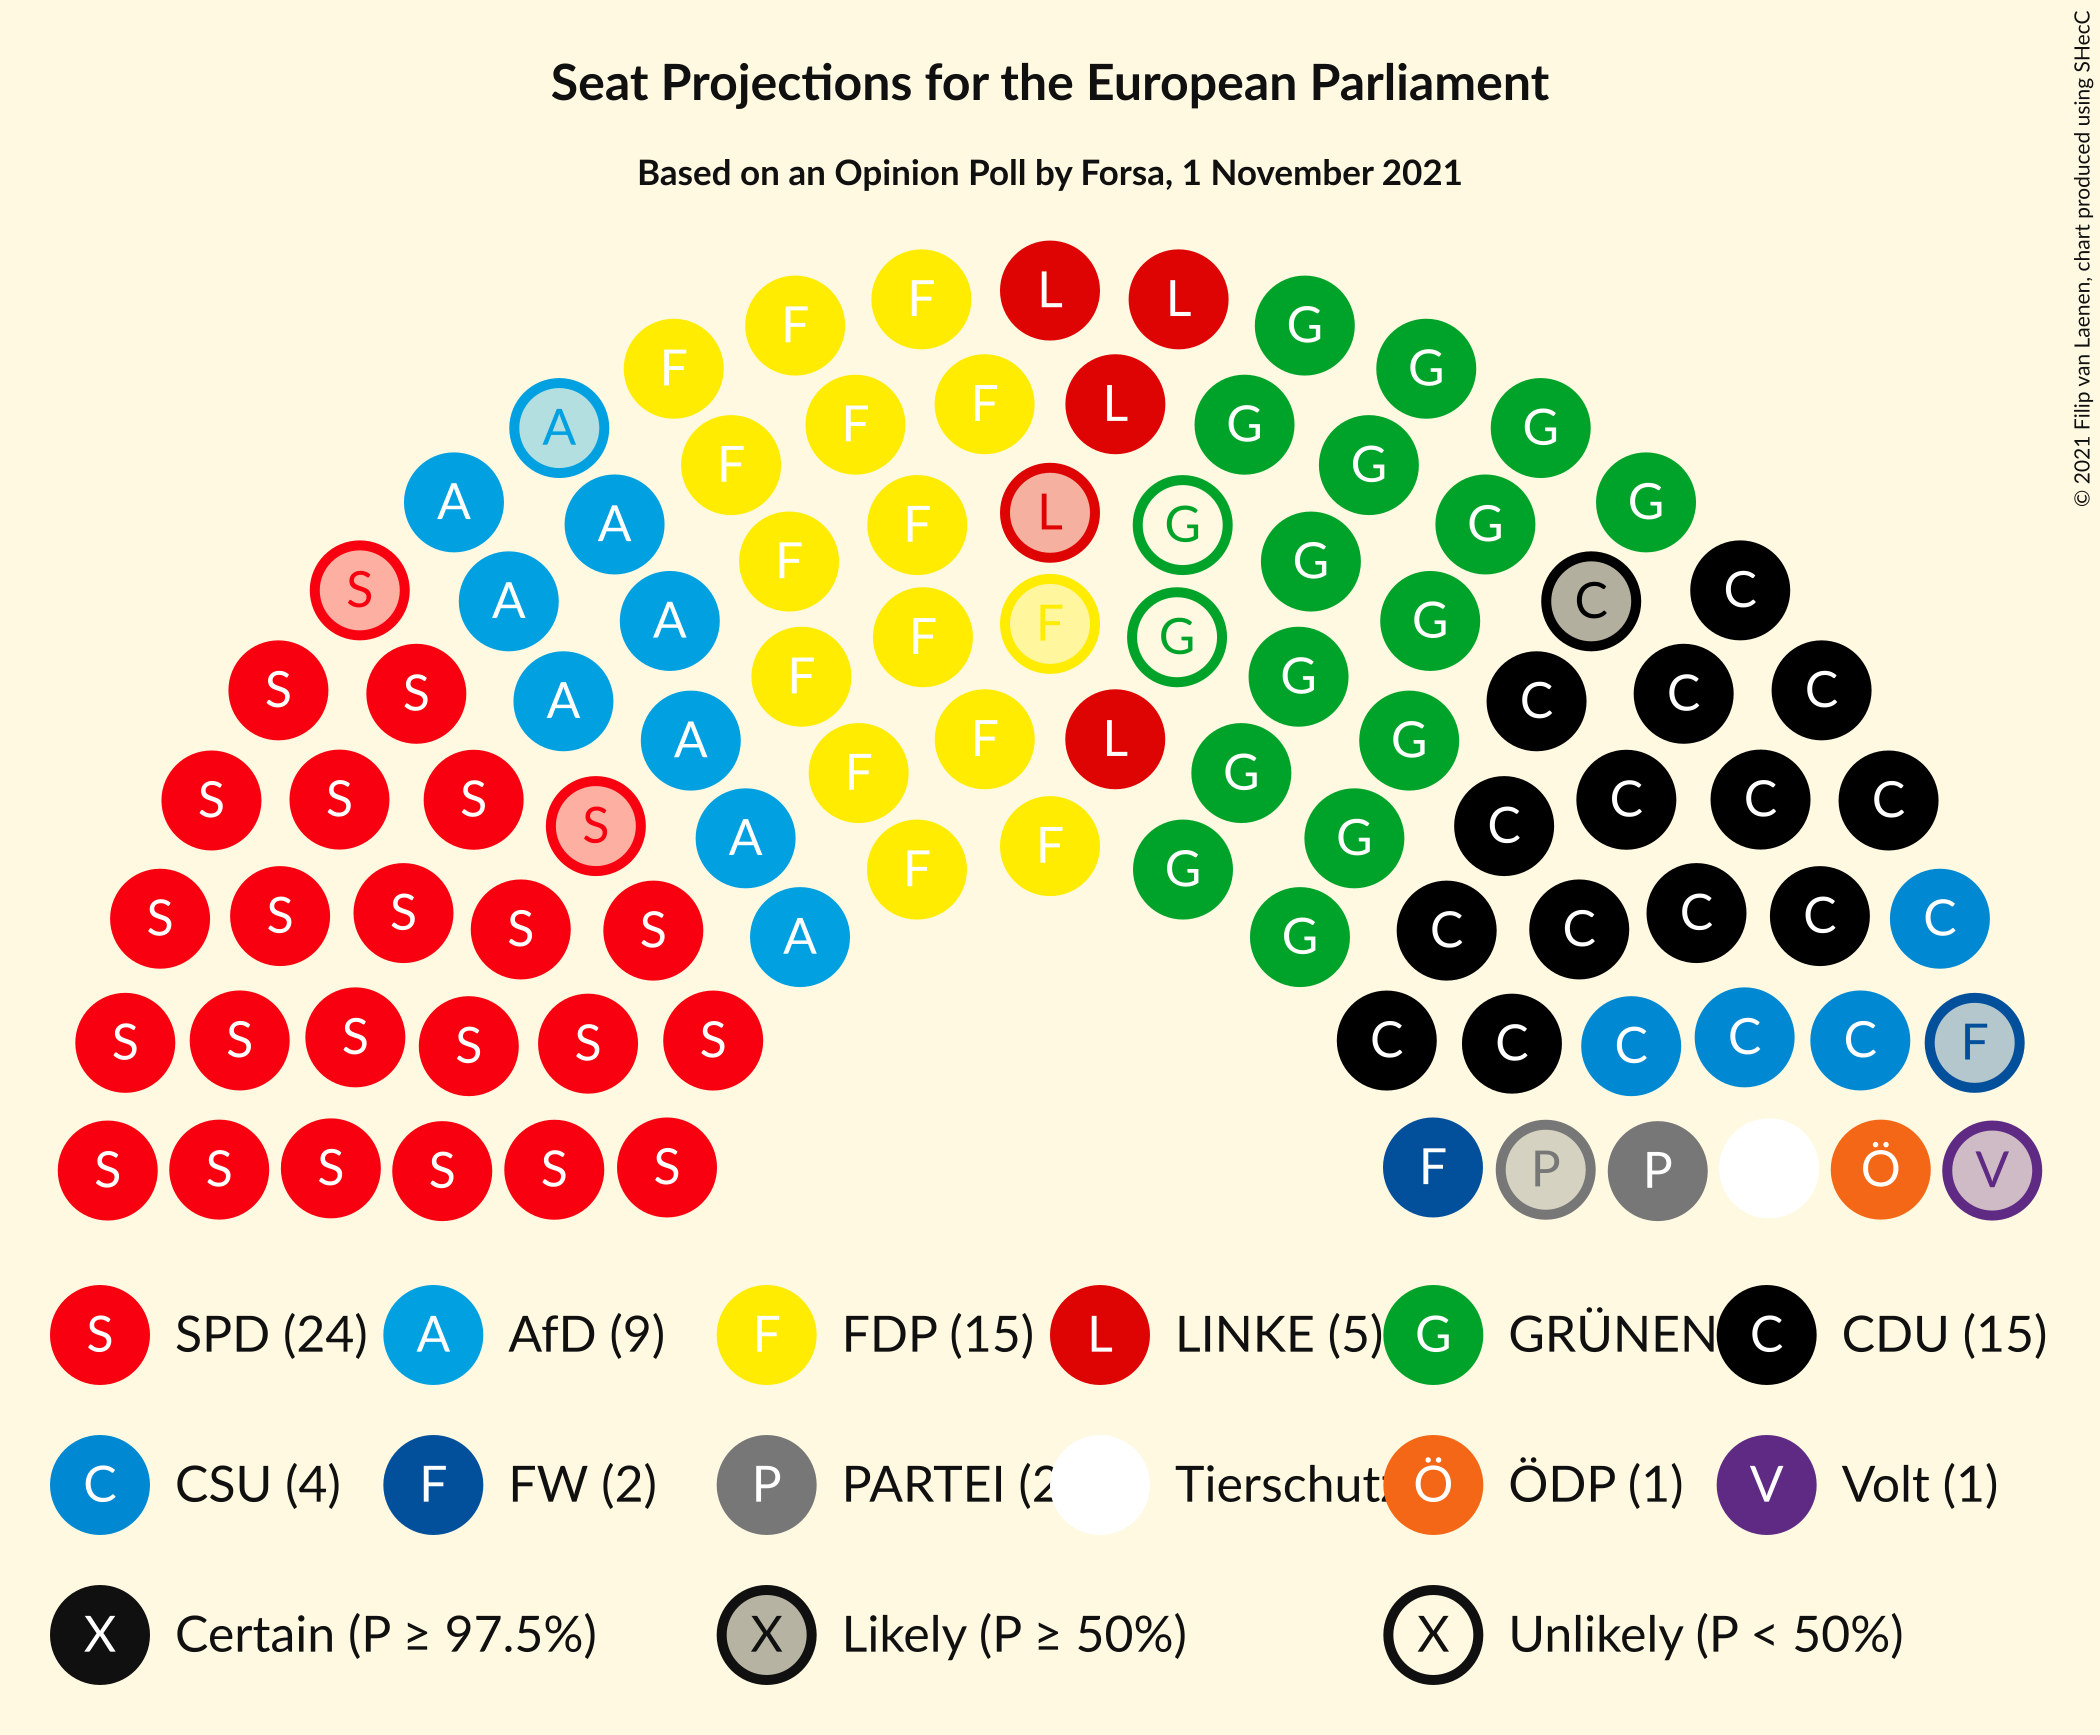 Seat Projections for the European Parliament
Based on an Opinion Poll by Forsa, 1 November 2021
© 2021 Filip van Laenen, chart produced using SHecC
L
F L
F G
F G
F L
A F G
F G
F G
A L G
A F G G
A F G
S A F G C C
A F F G G
S S A F G C C C
A F L G
S S S S A F G G C C C C
A F F G G
S S S S S A F G G C C C C C
S S S S S S C C C C C F
S S S S S S F P P Ö V
S SPD (24) A AfD (9) F FDP (15) L LINKE (5) G GRÜNEN C CDU (15)
C CSU (4) F FW (2) P PARTEI (2 Tierschutz Ö ÖDP (1) V Volt (1)
X Certain (P ≥ 97.5%) X Likely (P ≥ 50%) X Unlikely (P < 50%)